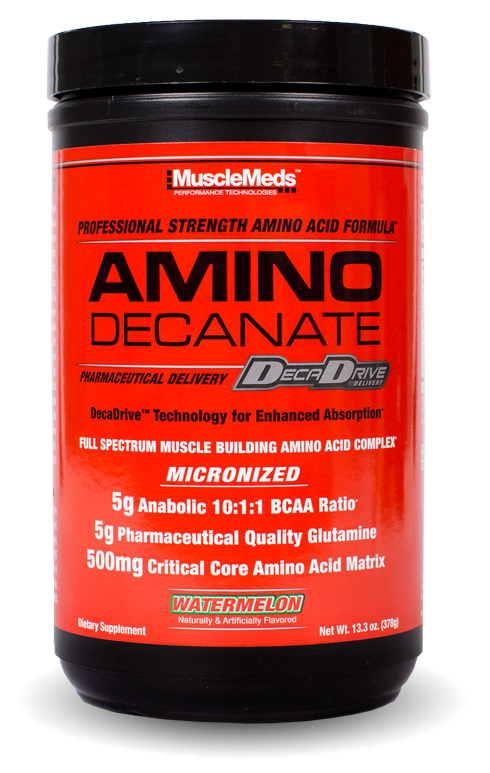 MuscleMeds™
PERFORMANCE TECHNOLOGIES
PROFESSIONAL STRENGTH AMINO ACID FORMULA*
AMINO
DECANATE
PHARMACEUTICAL DELIVERY DECADRIVE
DELIVERY
DecaDrive™ Technology for Enhanced Absorption*
FULL SPECTRUM MUSCLE BUILDING AMINO ACID COMPLEX*
MICRONIZED
5g Anabolic 10:1:1 BCAA Ratio*
5g Pharmaceutical Quality Glutamine
500mg Critical Core Amino Acid Matrix
WATERMELON
Naturally & Artificially Flavored
Dietary Supplement Net Wt. 13.3 oz. (378g)